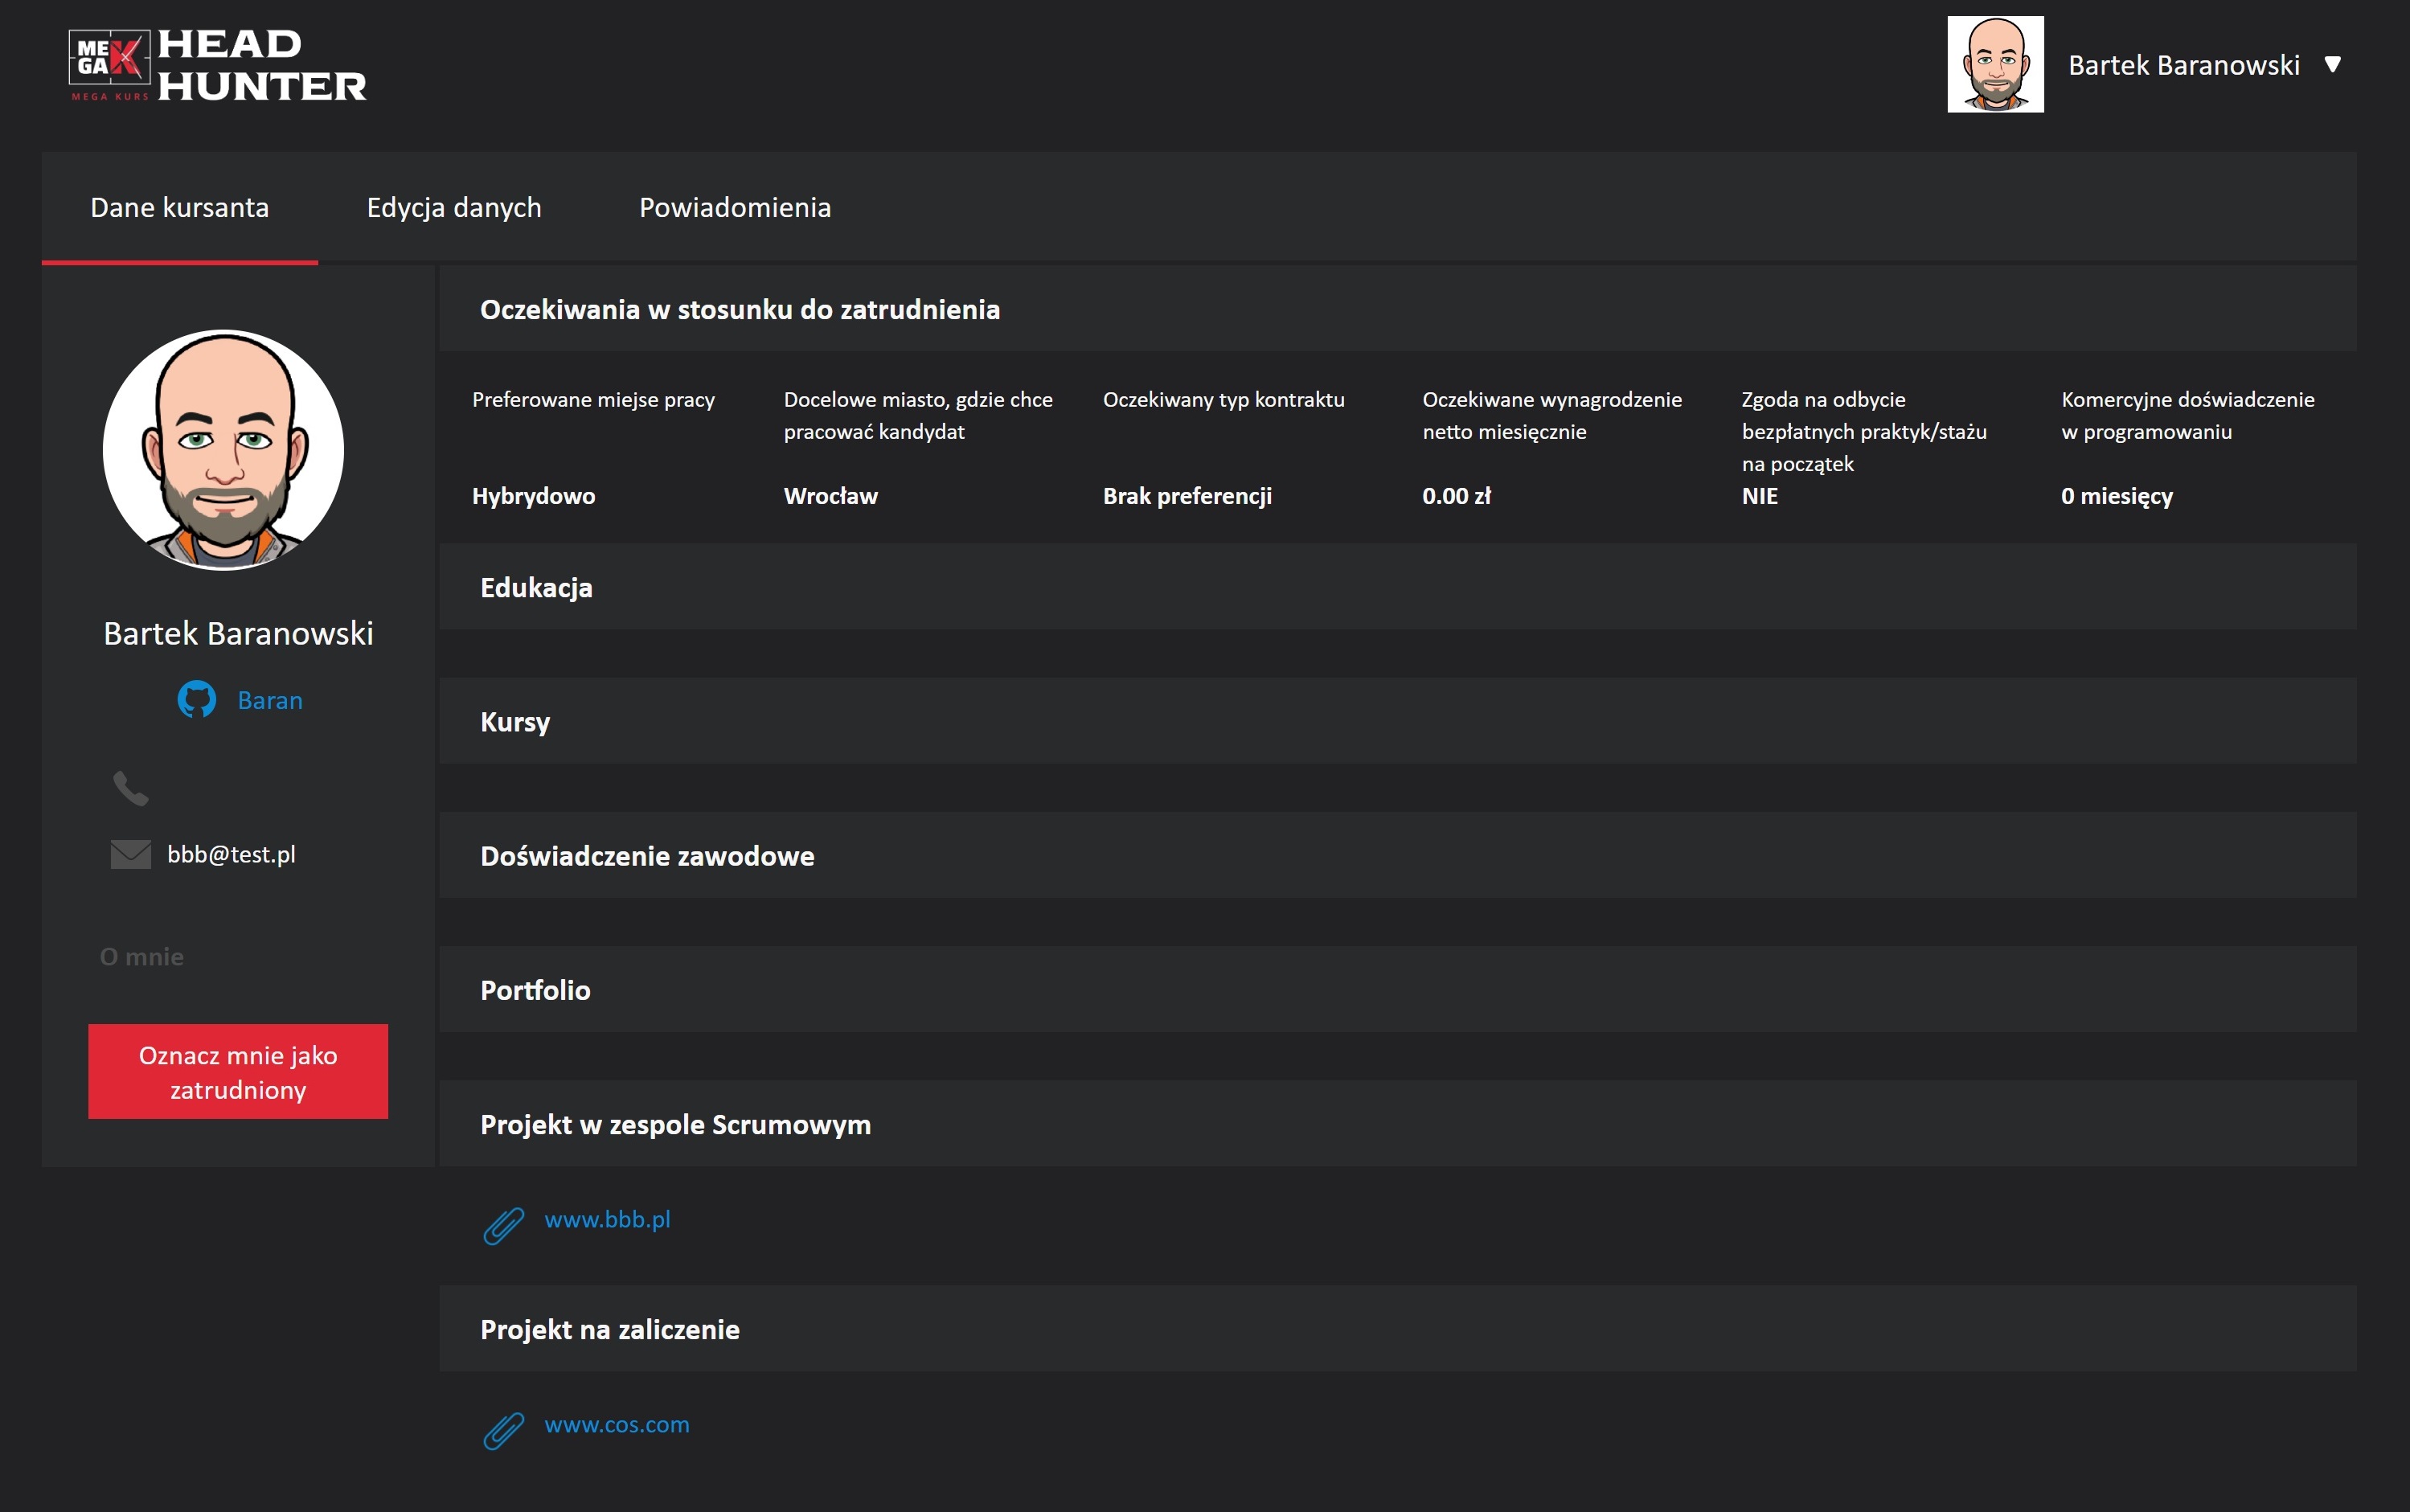 MEGAK
MEGA KURS
HEAD
HUNTER
Bartek Baranowski
Dane kursanta
Edycja danych
Powiadomienia
Bartek Baranowski
Baran
bbb@test.pl
O mnie
Oznacz mnie jako
zatrudniony
Oczekiwania w stosunku do zatrudnienia
Preferowane miejse pracy
Hybrydowo
Docelowe miasto, gdzie chce
pracować kandydat
Wrocław
Oczekiwany typ kontraktu
Brak preferencji
Oczekiwane wynagrodzenie
netto miesięcznie
0.00 zł
Zgoda na odbycie
bezpłatnych praktyk/stażu
na początek
NIE
Komercyjne doświadczenie
w programowaniu
0 miesięcy
Edukacja
Kursy
Doświadczenie zawodowe
Portfolio
Projekt w zespole Scrumowym
www.bbb.pl
Projekt na zaliczenie
www.cos.com